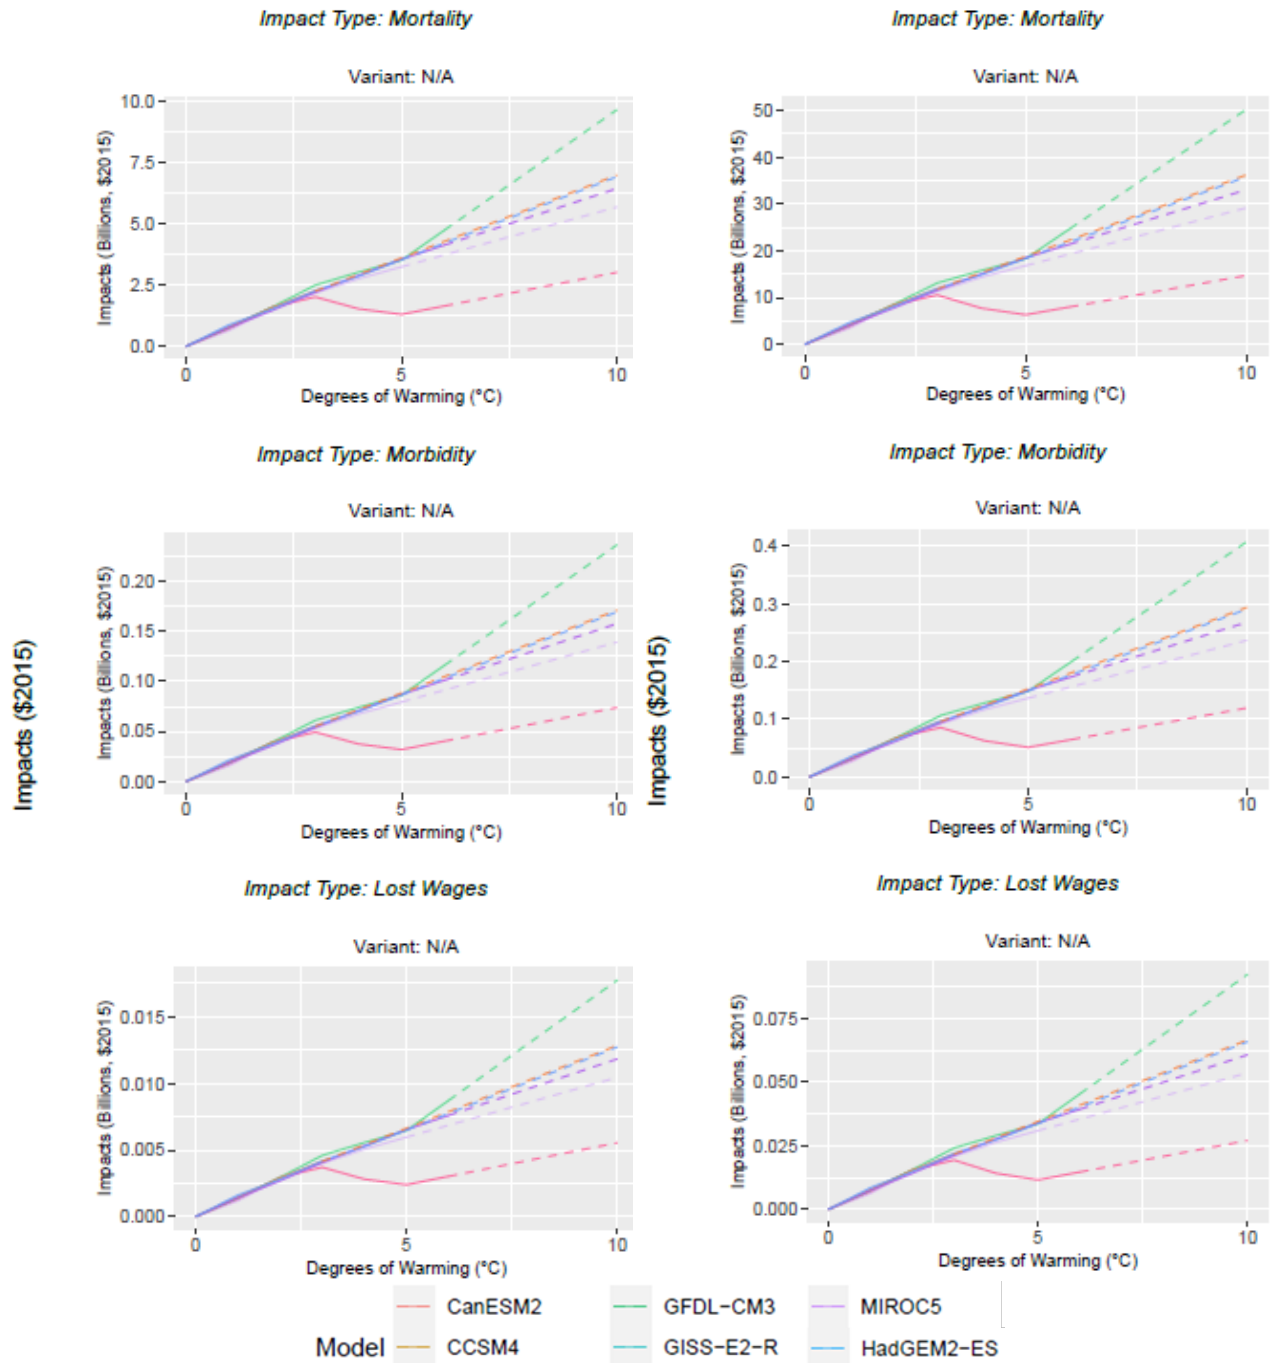 Impact Type: Mortality
Variant: N/A
Impacts (Billions, $2015)
10.0
7.5
5.0
2.5
0.0
0 5 10
Degrees of Warming (°C)
Impact Type: Mortality
Variant: N/A
Impacts (Billions, $2015)
50
40
30
20
10
0
0 5 10
Degrees of Warming (°C)
Impacts ($2015)
Impact Type: Morbidity
Variant: N/A
Impacts (Billions, $2015)
0.20
0.15
0.10
0.05
0.00
0 5 10
Degrees of Warming (°C)
Impacts ($2015)
Impact Type: Morbidity
Variant: N/A
Impacts (Billions, $2015)
0.4
0.3
0.2
0.1
0.0
0 5 10
Degrees of Warming (°C)
Impact Type: Lost Wages
Variant: N/A
Impacts (Billions, $2015)
0.015
0.010
0.005
0.000
0 5 10
Degrees of Warming (°C)
Impact Type: Lost Wages
Variant: N/A
Impacts (Billions, $2015)
0.075
0.050
0.025
0.000
0 5 10
Degrees of Warming (°C)
Model
CanESM2 GFDL−CM3 MIROC5
CCSM4 GISS−E2−R HadGEM2−ES